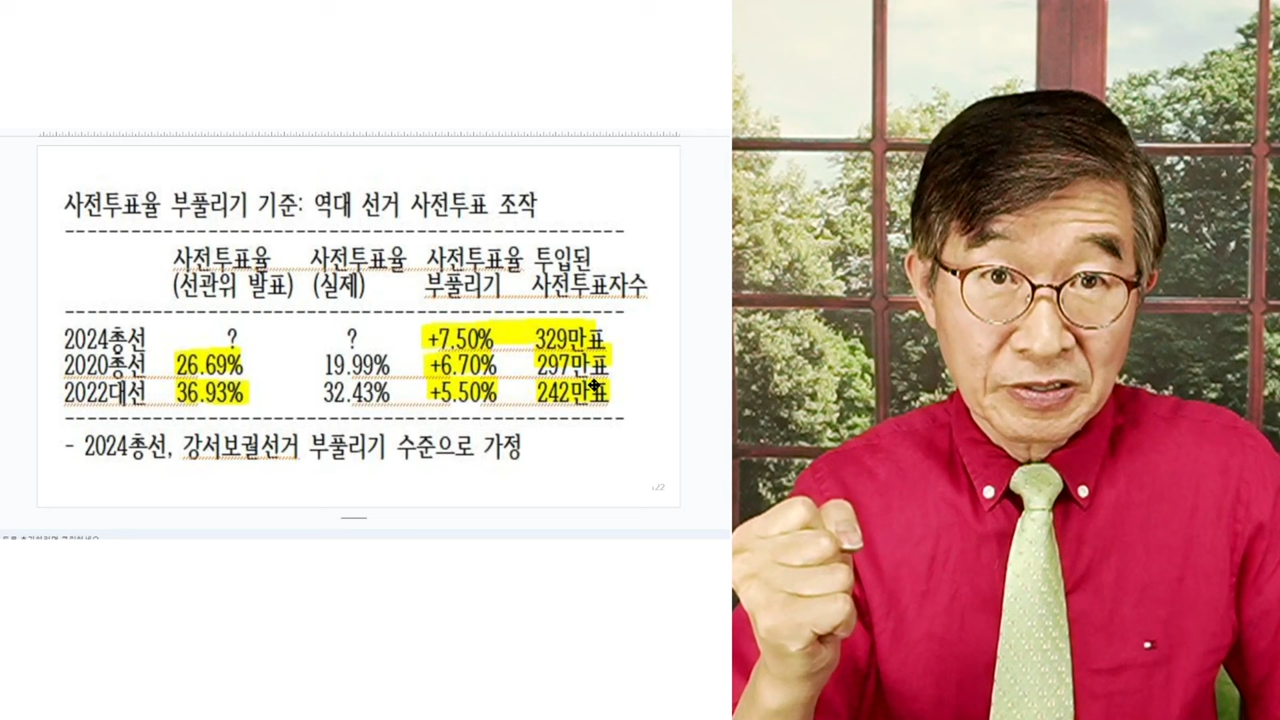 사전투표율 부풀리기 기준: 역대 선거 사전투표 조작
사전투표율 사전투표율 사전투표율 투입된
(선관위 발표) (실제) 부풀리기 사전투표자수
2024총선 ? ? +7.50% 329만표
2020총선 26.69% 19.99% +6.70% 297만표
2022대선 36.93% 32.43% +5.50% 242만표
- 2024총선, 강서보궐선거 부풀리기 수준으로 가정